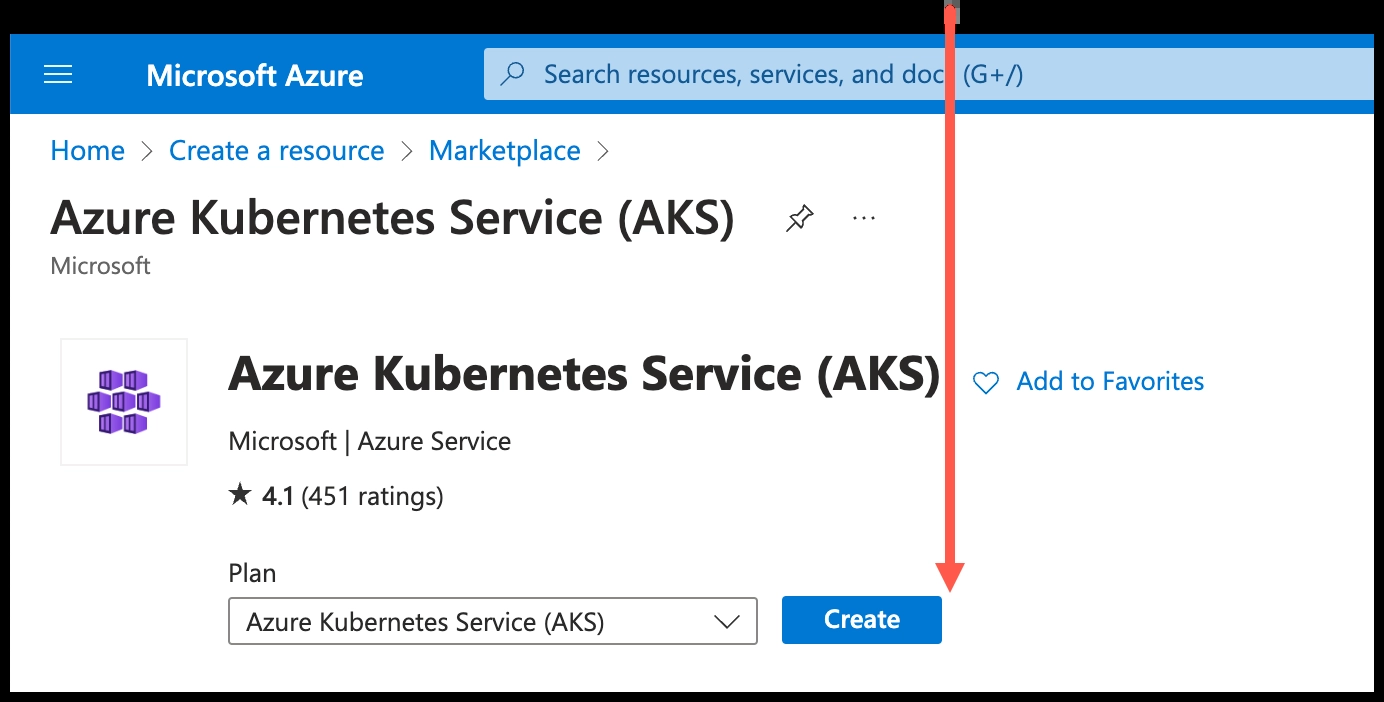 Microsoft Azure
Search resources, services, and doc (G+/)
Home > Create a resource > Marketplace >
Azure Kubernetes Service (AKS) ...
Microsoft
Azure Kubernetes Service (AKS)
Add to Favorites
Microsoft | Azure Service
★ 4.1 (451 ratings)
Plan
Azure Kubernetes Service (AKS)
Create